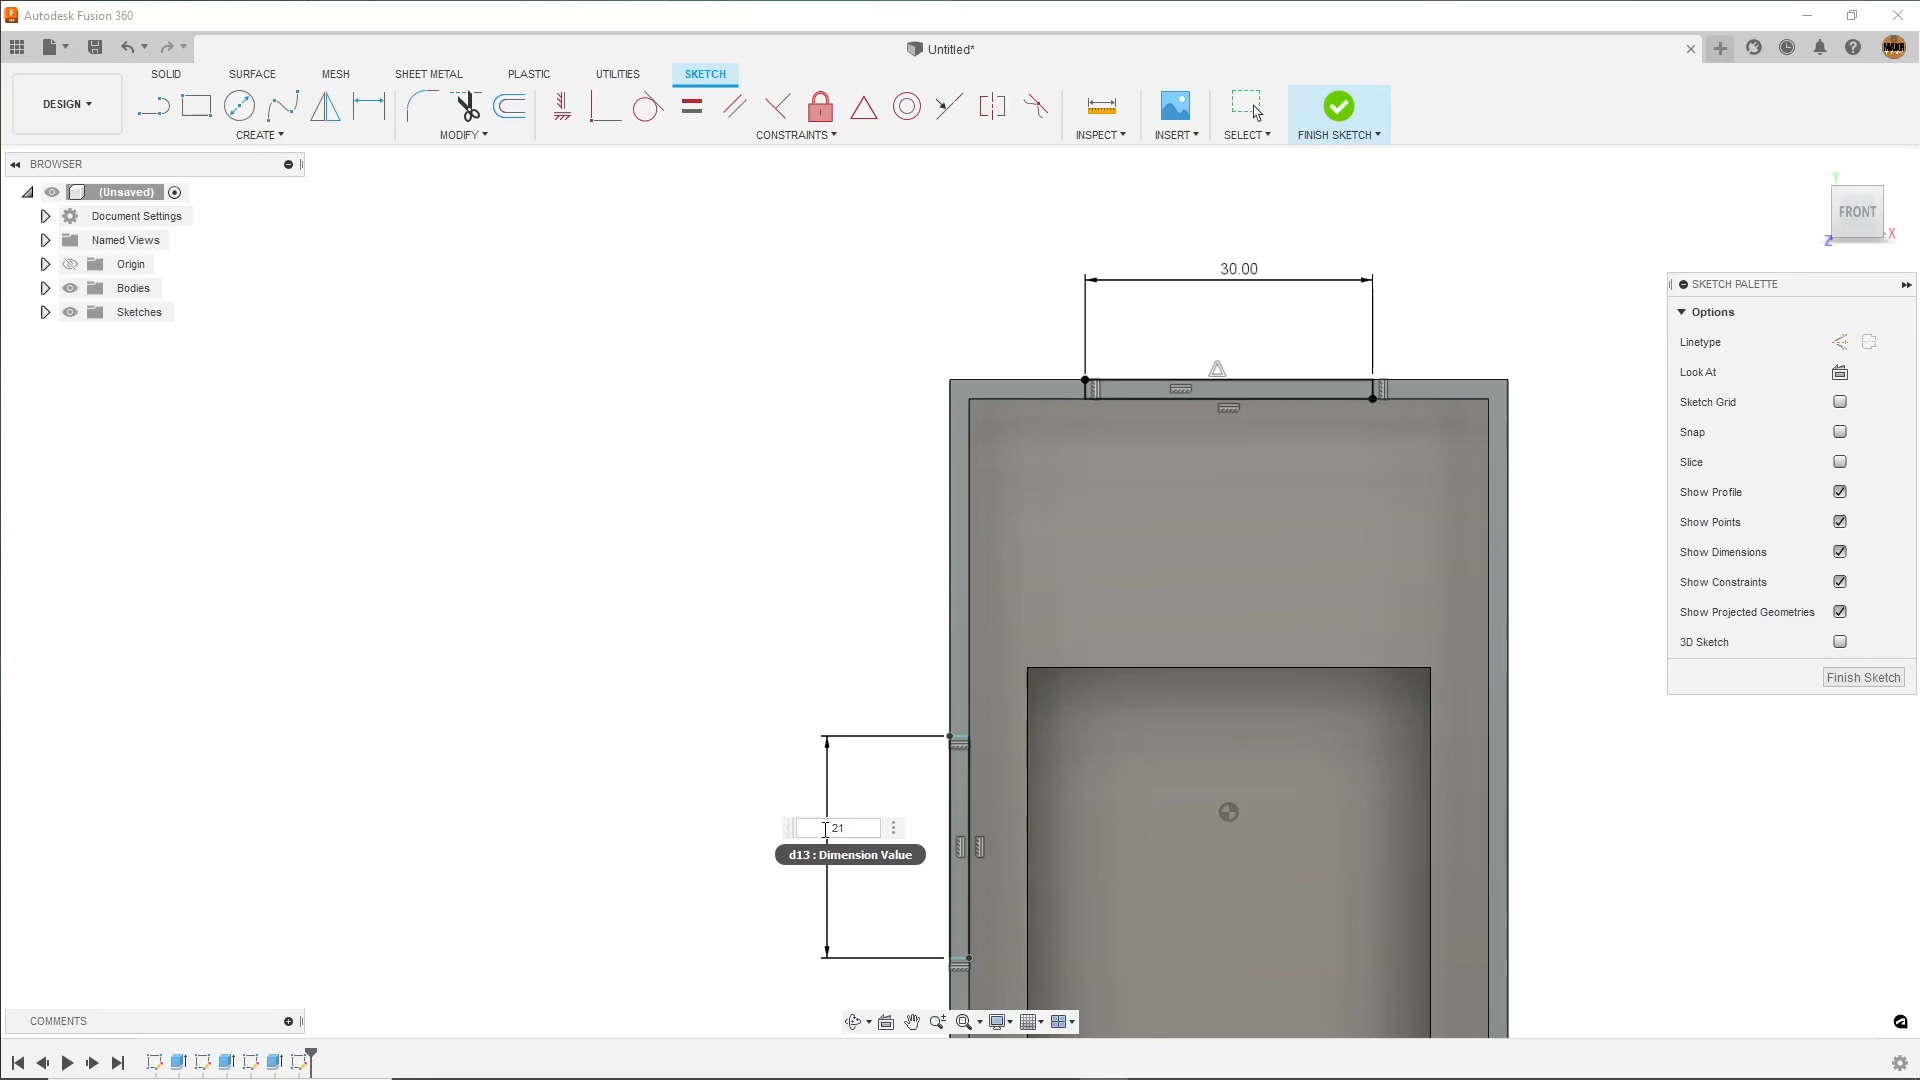 Autodesk Fusion 360
Untitled*
DESIGN
SOLID
SURFACE
MESH
SHEET METAL
PLASTIC
UTILITIES
SKETCH
CREATE
MODIFY
CONSTRAINTS
INSPECT
INSERT
SELECT
FINISH SKETCH
BROWSER
(Unsaved)
Document Settings
Named Views
Origin
Bodies
Sketches
Y
FRONT
X
Z
30.00
SKETCH PALETTE
Options
Linetype
Look At
Sketch Grid
Snap
Slice
Show Profile
Show Points
Show Dimensions
Show Constraints
Show Projected Geometries
3D Sketch
Finish Sketch
21
d13 : Dimension Value
COMMENTS